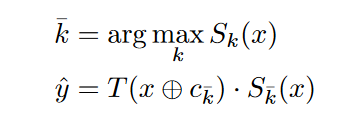 k̄ = arg max_k S_k(x)
ŷ = T(x ⊕ c_k̄) · S_k̄(x)